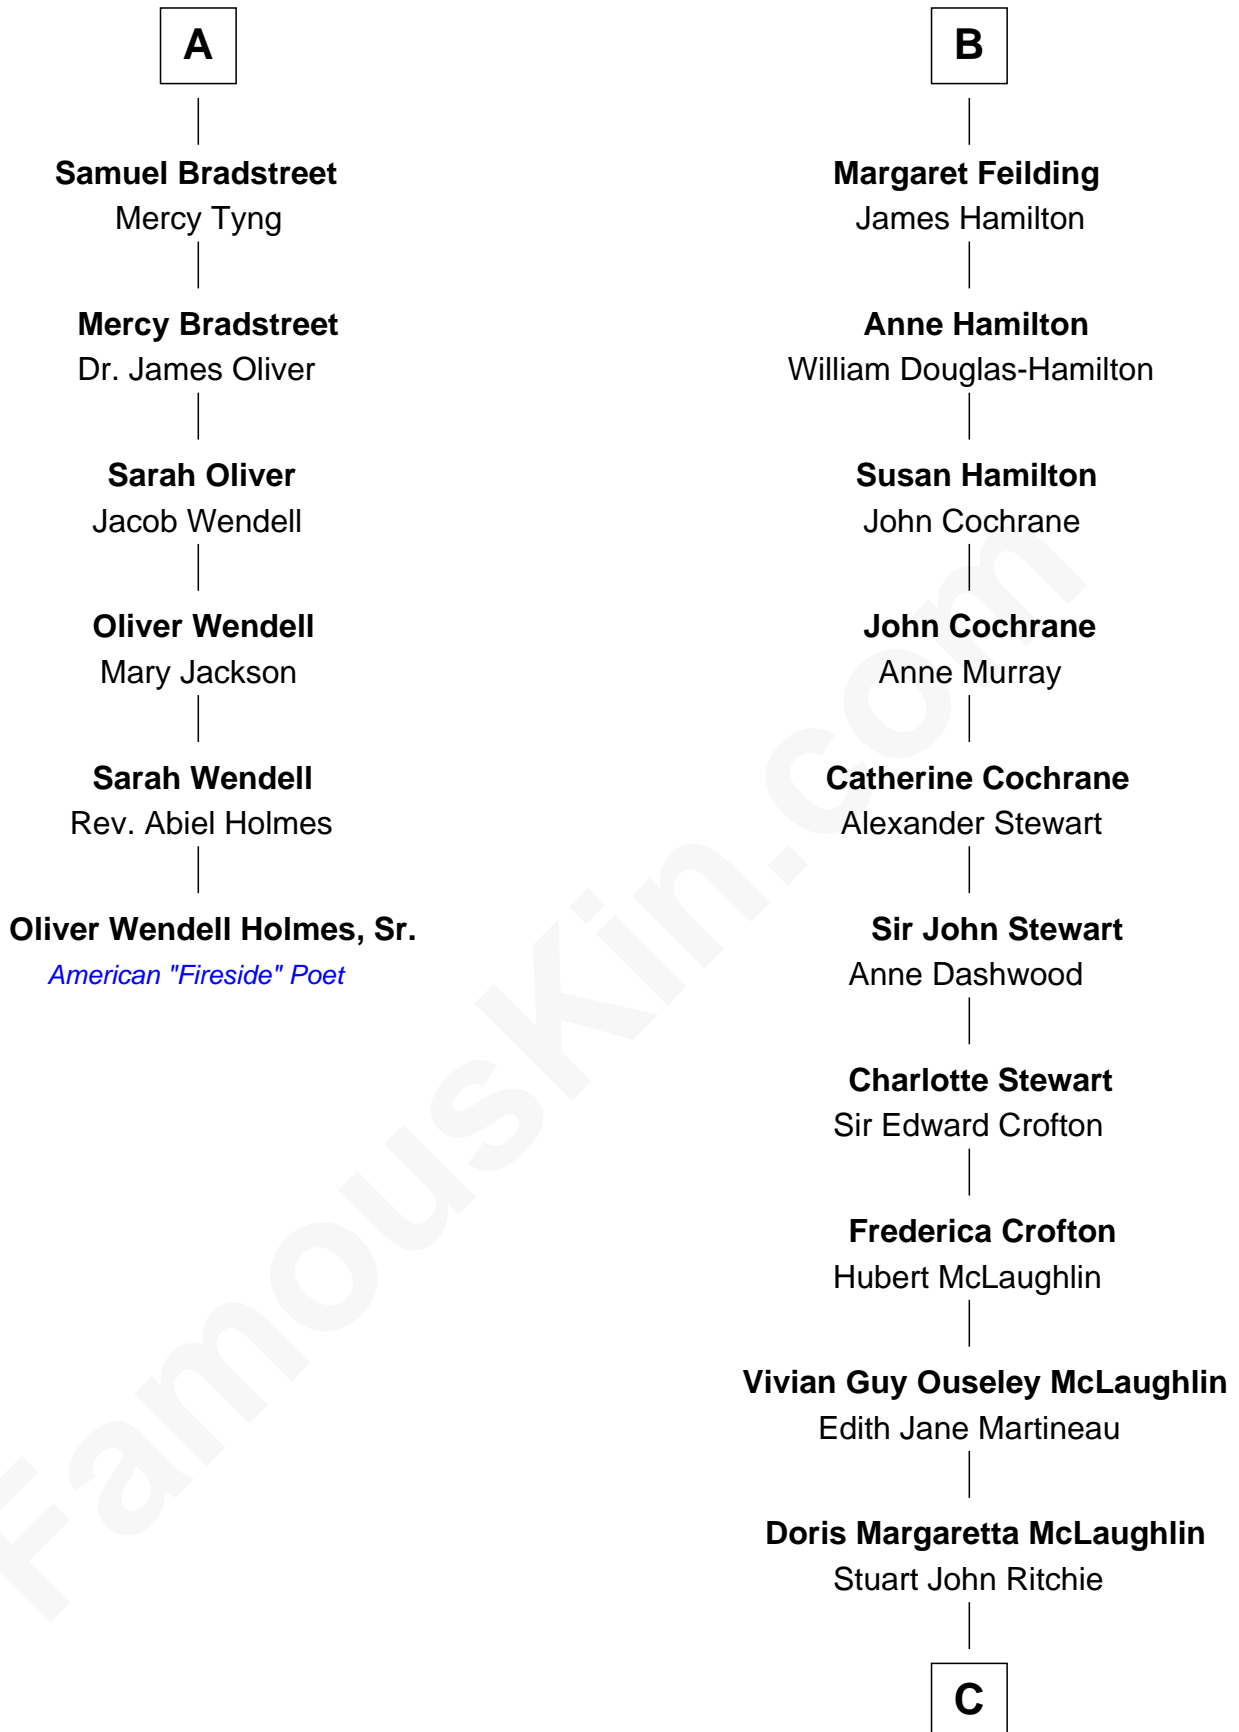 A
Samuel Bradstreet
Mercy Tyng
Mercy Bradstreet
Dr. James Oliver
Sarah Oliver
Jacob Wendell
Oliver Wendell
Mary Jackson
Sarah Wendell
Rev. Abiel Holmes
Oliver Wendell Holmes, Sr.
American "Fireside" Poet
B
Margaret Feilding
James Hamilton
Anne Hamilton
William Douglas-Hamilton
Susan Hamilton
John Cochrane
John Cochrane
Anne Murray
Catherine Cochrane
Alexander Stewart
Sir John Stewart
Anne Dashwood
Charlotte Stewart
Sir Edward Crofton
Frederica Crofton
Hubert McLaughlin
Vivian Guy Ouseley McLaughlin
Edith Jane Martineau
Doris Margaretta McLaughlin
Stuart John Ritchie
C
FamousKin.com